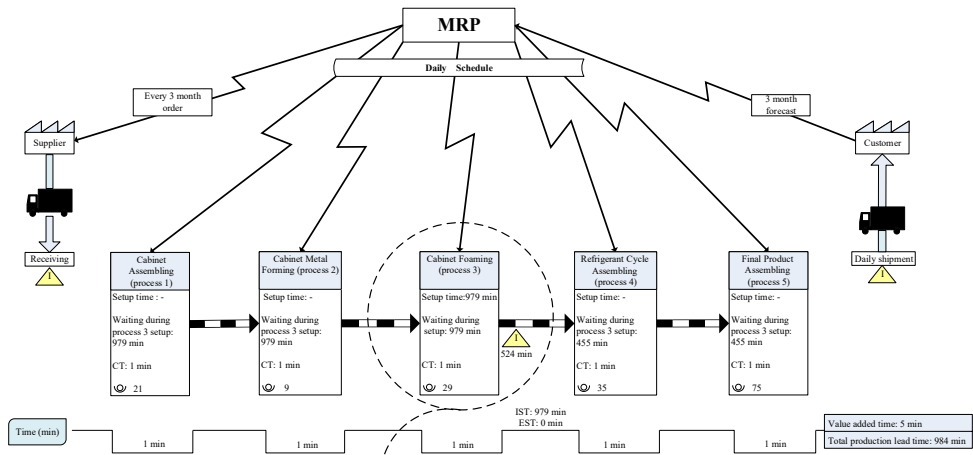 MRP
Daily Schedule
Every 3 month
order
3 month
forecast
Supplier
Customer
Receiving
I
Daily shipment
I
Cabinet
Assembling
(process 1)
Setup time : -
Waiting during
process 3 setup:
979 min
CT: 1 min
21
Cabinet Metal
Forming (process 2)
Setup time: -
Waiting during
process 3 setup:
979 min
CT: 1 min
9
Cabinet Foaming
(process 3)
Setup time:979 min
Waiting during
setup: 979 min
CT: 1 min
29
I
524 min
Refrigerant Cycle
Assembling
(process 4)
Setup time: -
Waiting during
process 3 setup:
455 min
CT: 1 min
35
Final Product
Assembling
(process 5)
Setup time: -
Waiting during
process 3 setup:
455 min
CT: 1 min
75
IST: 979 min
EST: 0 min
Time (min)
1 min
1 min
1 min
1 min
1 min
Value added time: 5 min
Total production lead time: 984 min